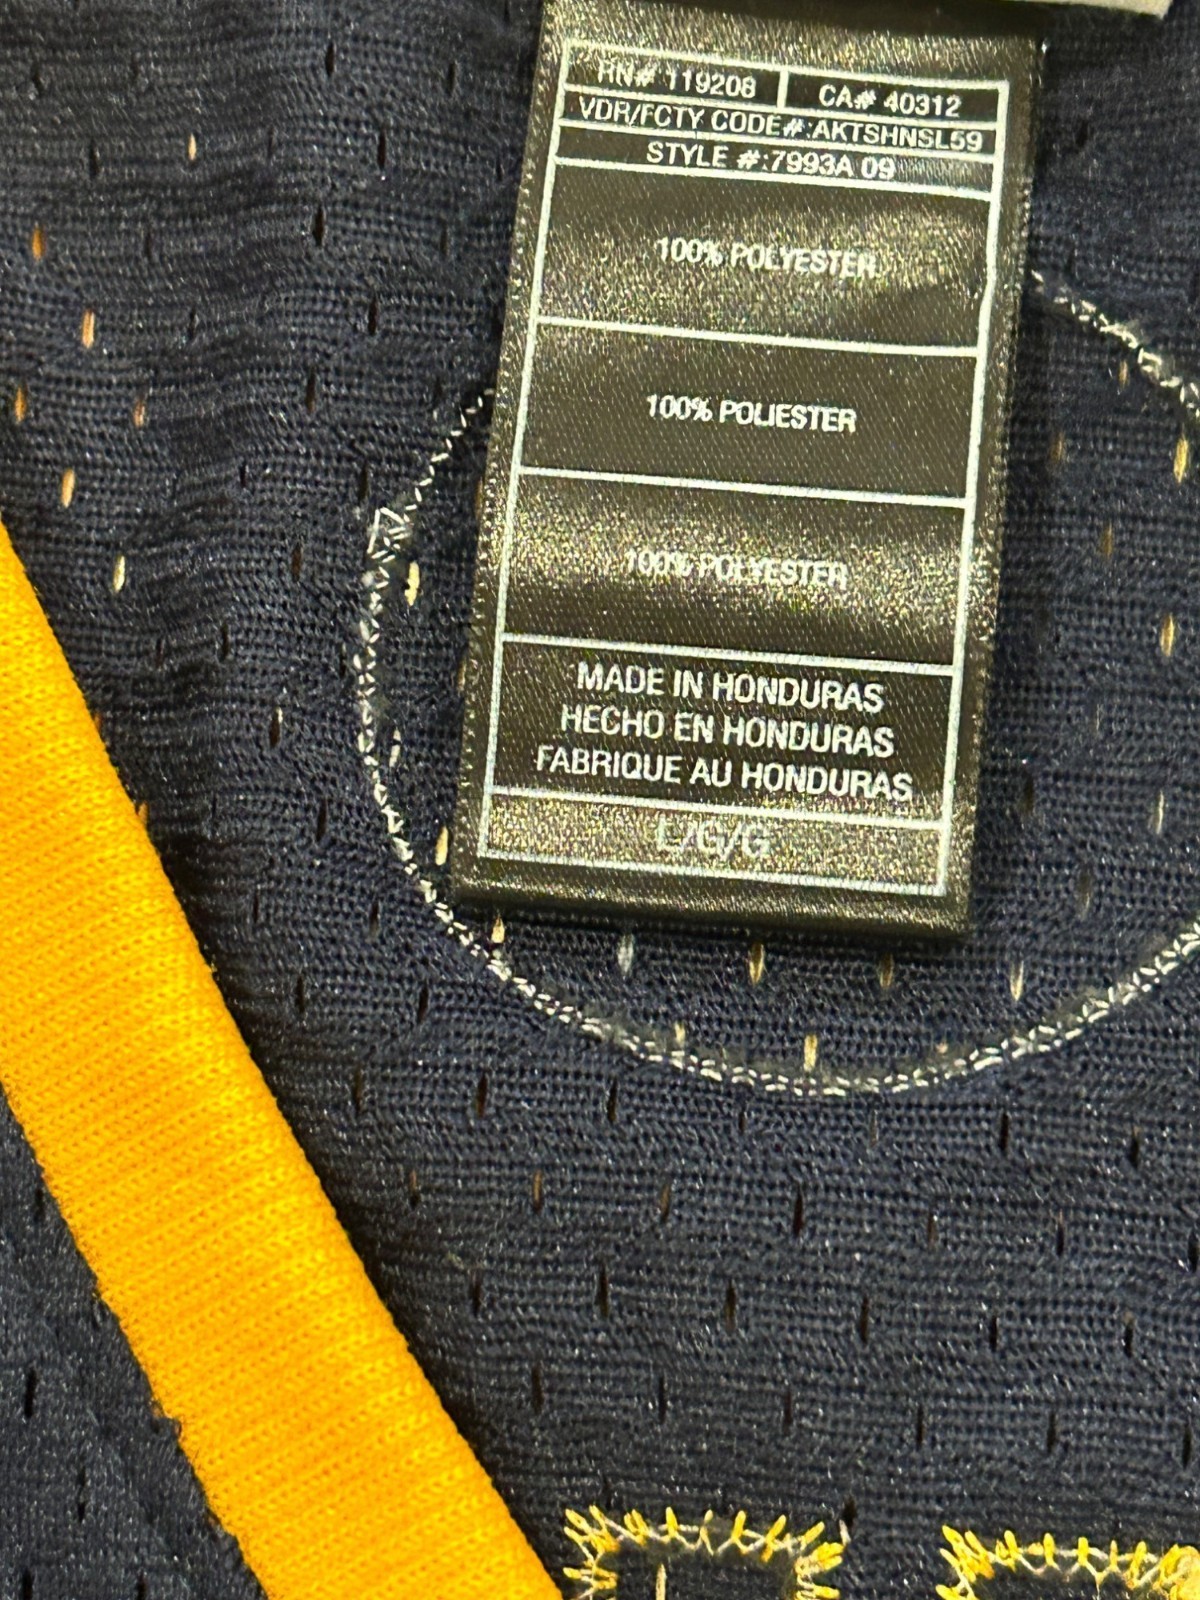 RN# 119208 CA# 40312
VDR/FCTY CODE#:AKTSHNSL59
STYLE #:7993A 09
100% POLYESTER
100% POLIESTER
100% POLYESTER
MADE IN HONDURAS
HECHO EN HONDURAS
FABRIQUE AU HONDURAS
L/G/G